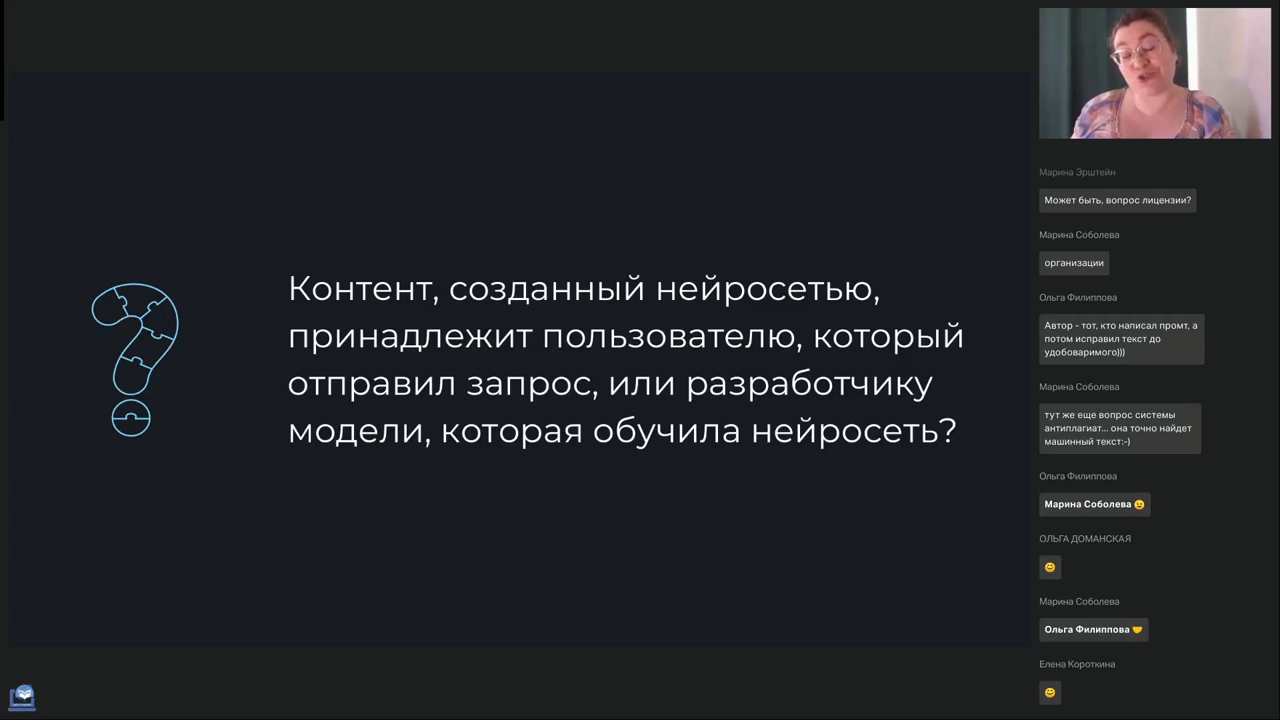 Контент, созданный нейросетью,
принадлежит пользователю, который
отправил запрос, или разработчику
модели, которая обучила нейросеть?
Марина Эрштейн
Может быть, вопрос лицензии?
Марина Соболева
организации
Ольга Филиппова
Автор - тот, кто написал промт, а
потом исправил текст до
удобоваримого)))
Марина Соболева
тут же еще вопрос системы
антиплагиат... она точно найдет
машинный текст:-)
Ольга Филиппова
Марина Соболева 😉
ОЛЬГА ДОМАНСКАЯ
😊
Марина Соболева
Ольга Филиппова 🤝
Елена Короткина
😊